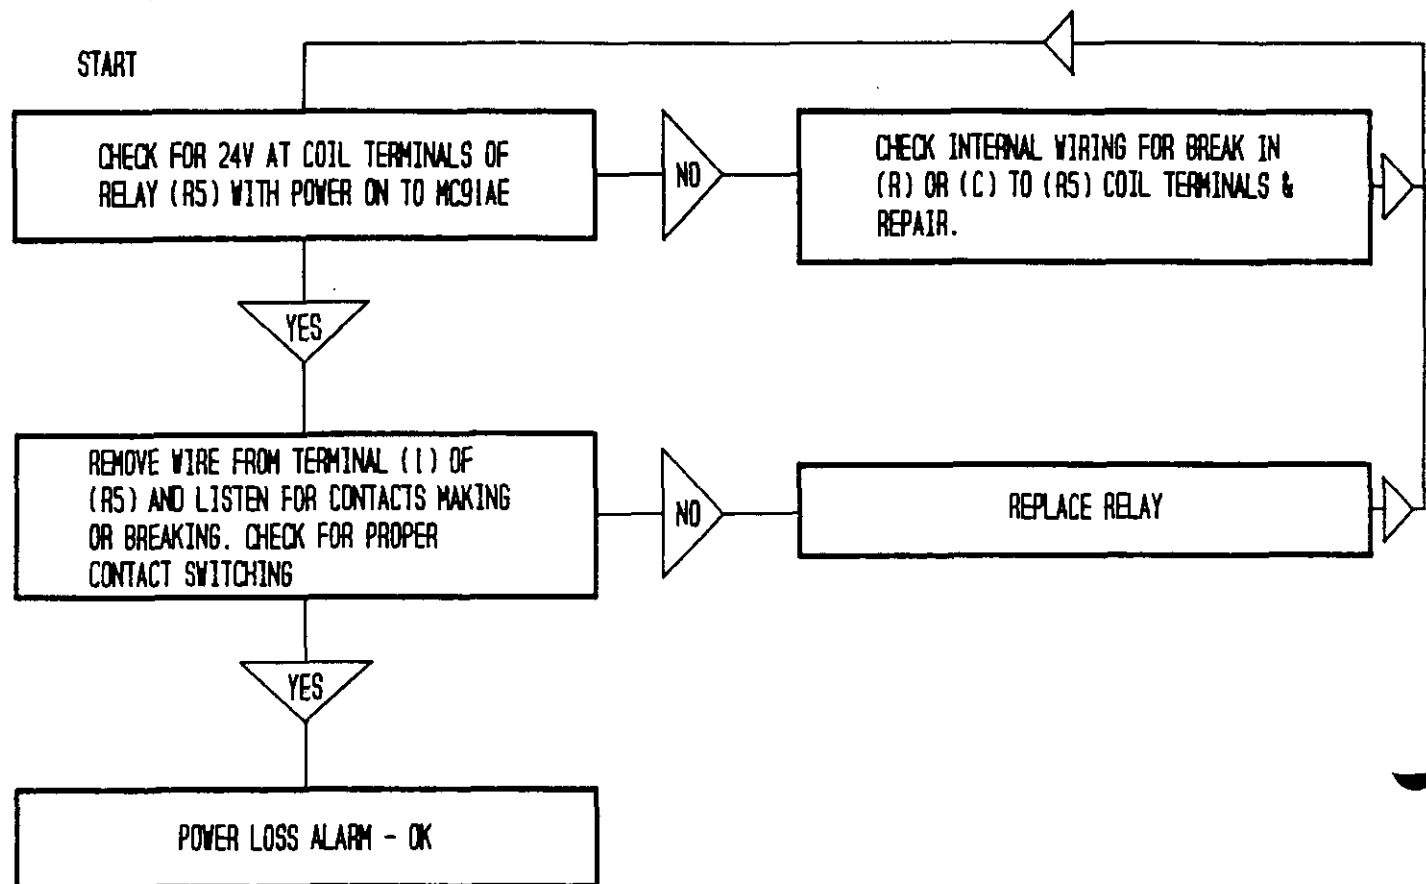 START
CHECK FOR 24V AT COIL TERMINALS OF
RELAY (R5) WITH POWER ON TO MC91AE
NO
CHECK INTERNAL WIRING FOR BREAK IN
(R) OR (C) TO (R5) COIL TERMINALS &
REPAIR.
YES
REMOVE WIRE FROM TERMINAL (1) OF
(R5) AND LISTEN FOR CONTACTS MAKING
OR BREAKING. CHECK FOR PROPER
CONTACT SWITCHING
NO
REPLACE RELAY
YES
POWER LOSS ALARM - OK